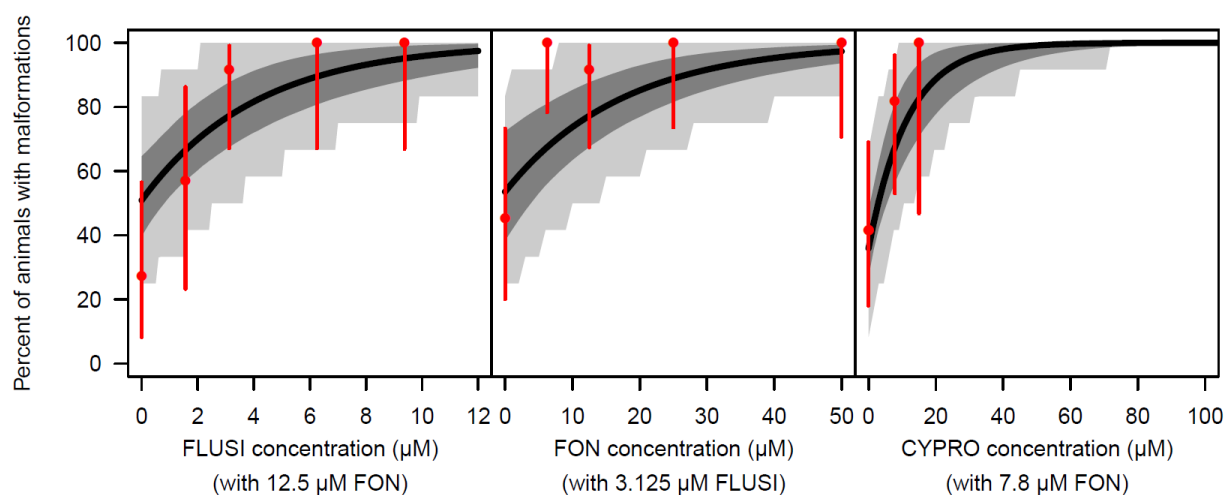 Percent of animals with malformations
100
80
60
40
20
0
0 2 4 6 8 10 12
0 10 20 30 40 50
0 20 40 60 80 100
FLUSI concentration (µM)
(with 12.5 µM FON)
FON concentration (µM)
(with 3.125 µM FLUSI)
CYPRO concentration (µM)
(with 7.8 µM FON)